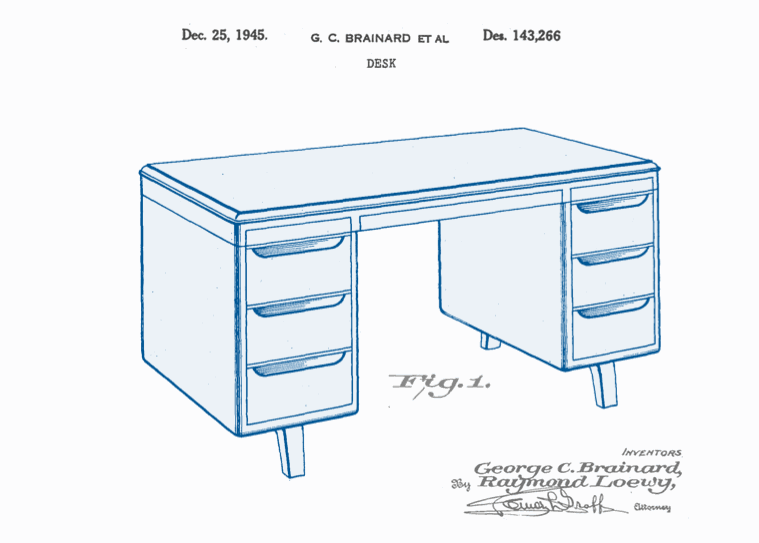 Dec. 25, 1945. G. C. BRAINARD ET AL Des. 143,266
DESK
Fig. 1.
INVENTORS
George C. Brainard,
By Raymond Loewy,
Attorney